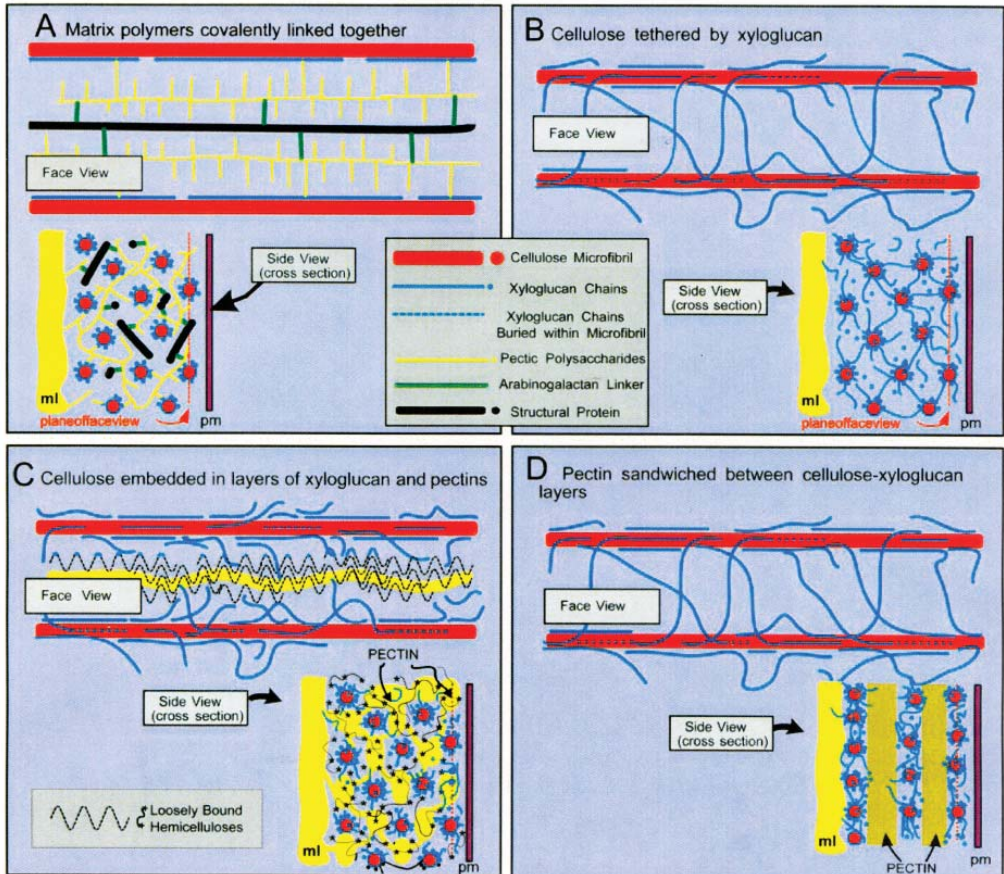 A Matrix polymers covalently linked together
Face View
Side View
(cross section)
ml
planeoffaceview
pm
B Cellulose tethered by xyloglucan
Face View
Side View
(cross section)
ml
planeoffaceview
pm
Cellulose Microfibril
Xyloglucan Chains
Xyloglucan Chains
Buried within Microfibril
Pectic Polysaccharides
Arabinogalactan Linker
Structural Protein
C Cellulose embedded in layers of xyloglucan and pectins
Face View
PECTIN
Side View
(cross section)
Loosely Bound
Hemicelluloses
ml
pm
D Pectin sandwiched between cellulose-xyloglucan
layers
Face View
Side View
(cross section)
ml
pm
PECTIN